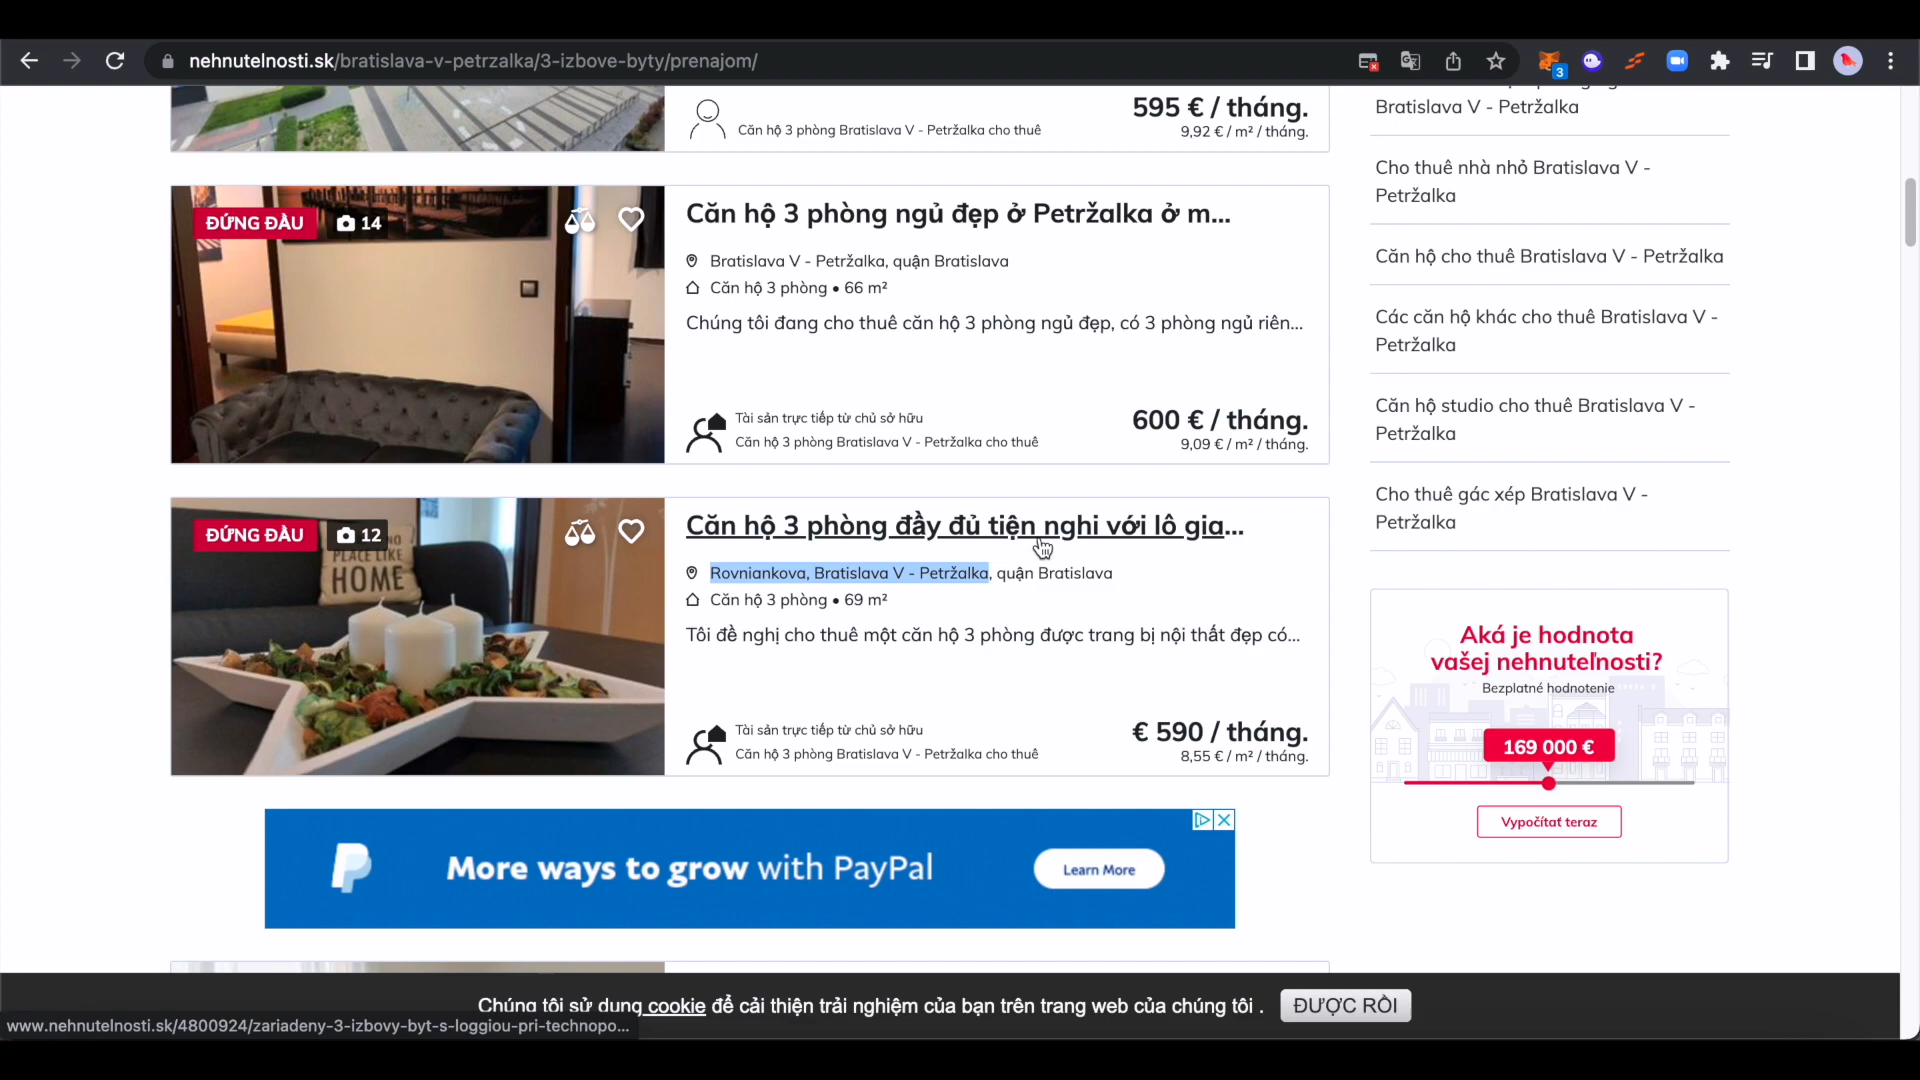 nehnutelnosti.sk/bratislava-v-petrzalka/3-izbove-byty/prenajom/
3
595 € / tháng.
9,92 € / m² / tháng.
Căn hộ 3 phòng Bratislava V - Petržalka cho thuê
ĐỨNG ĐẦU
14
Căn hộ 3 phòng ngủ đẹp ở Petržalka ở m...
Bratislava V - Petržalka, quận Bratislava
Căn hộ 3 phòng • 66 m²
Chúng tôi đang cho thuê căn hộ 3 phòng ngủ đẹp, có 3 phòng ngủ riên...
Tài sản trực tiếp từ chủ sở hữu
Căn hộ 3 phòng Bratislava V - Petržalka cho thuê
600 € / tháng.
9,09 € / m² / tháng.
ĐỨNG ĐẦU
12
PLACE LIKE
HOME
Căn hộ 3 phòng đầy đủ tiện nghi với lô gia...
Rovniankova, Bratislava V - Petržalka, quận Bratislava
Căn hộ 3 phòng • 69 m²
Tôi đề nghị cho thuê một căn hộ 3 phòng được trang bị nội thất đẹp có...
Tài sản trực tiếp từ chủ sở hữu
Căn hộ 3 phòng Bratislava V - Petržalka cho thuê
€ 590 / tháng.
8,55 € / m² / tháng.
More ways to grow with PayPal
Learn More
Bratislava V - Petržalka
Cho thuê nhà nhỏ Bratislava V -
Petržalka
Căn hộ cho thuê Bratislava V - Petržalka
Các căn hộ khác cho thuê Bratislava V -
Petržalka
Căn hộ studio cho thuê Bratislava V -
Petržalka
Cho thuê gác xép Bratislava V -
Petržalka
Aká je hodnota
vašej nehnuteľnosti?
Bezplatné hodnotenie
169 000 €
Vypočítať teraz
Chúng tôi sử dụng cookie để cải thiện trải nghiệm của bạn trên trang web của chúng tôi .
ĐƯỢC RỒI
www.nehnutelnosti.sk/4800924/zariadeny-3-izbovy-byt-s-loggiou-pri-technopo...